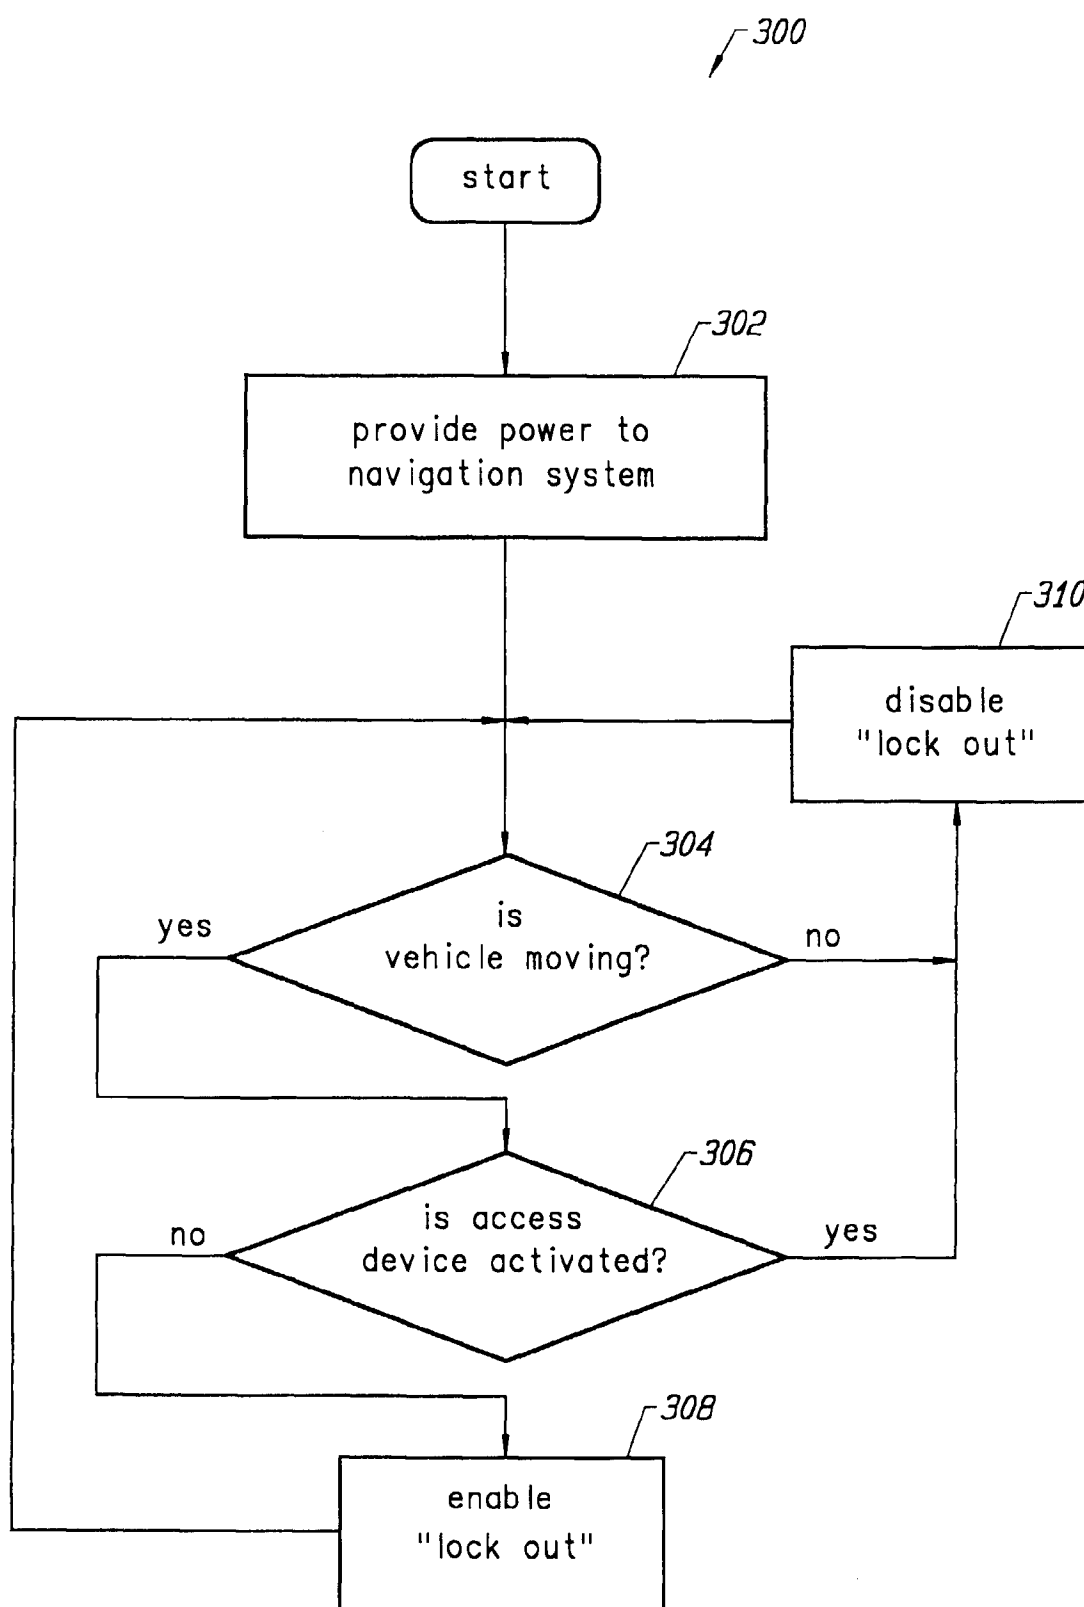 300
start
302
provide power to
navigation system
310
disable
"lock out"
304
is
vehicle moving?
yes
no
306
is access
device activated?
no
yes
308
enable
"lock out"